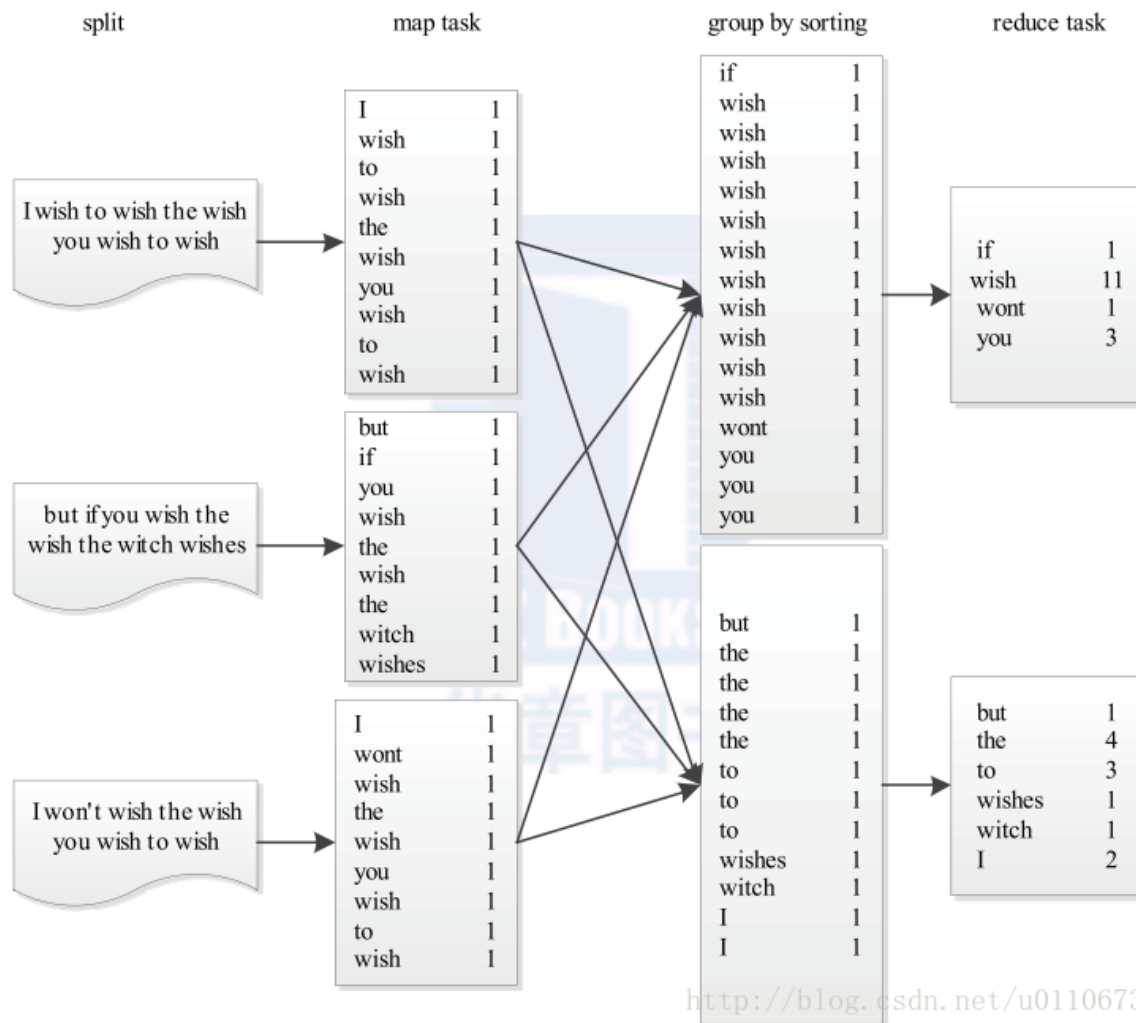 split
map task
group by sorting
reduce task
I wish to wish the wish
you wish to wish
but if you wish the
wish the witch wishes
I won't wish the wish
you wish to wish
I 1
wish 1
to 1
wish 1
the 1
wish 1
you 1
wish 1
to 1
wish 1
but 1
if 1
you 1
wish 1
the 1
wish 1
the 1
witch 1
wishes 1
I 1
wont 1
wish 1
the 1
wish 1
you 1
wish 1
to 1
wish 1
if 1
wish 1
wish 1
wish 1
wish 1
wish 1
wish 1
wish 1
wish 1
wish 1
wish 1
wish 1
wont 1
you 1
you 1
you 1
but 1
the 1
the 1
the 1
the 1
to 1
to 1
to 1
wishes 1
witch 1
I 1
I 1
if 1
wish 11
wont 1
you 3
but 1
the 4
to 3
wishes 1
witch 1
I 2
BOOKS
章图
http://blog.csdn.net/u0110673